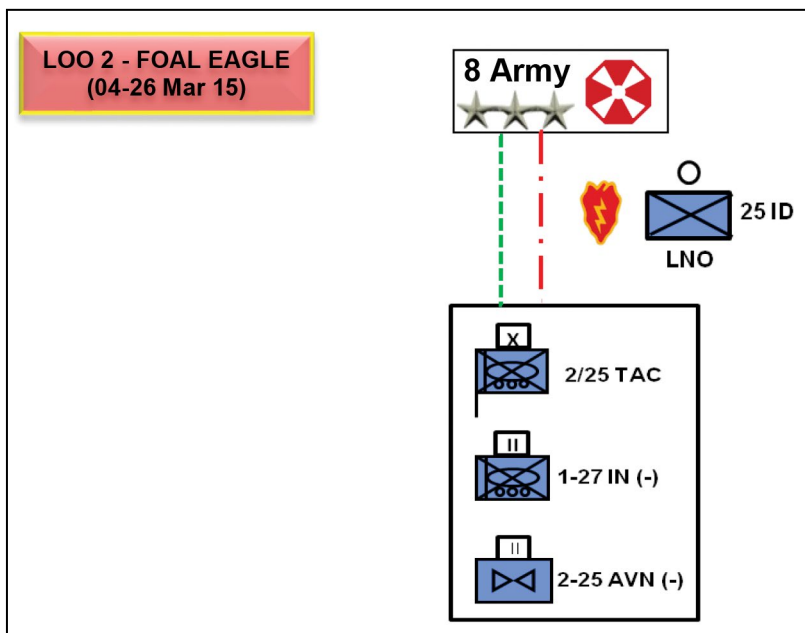 LOO 2 - FOAL EAGLE
(04-26 Mar 15)
8 Army
25 ID
LNO
X
2/25 TAC
II
1-27 IN (-)
II
2-25 AVN (-)